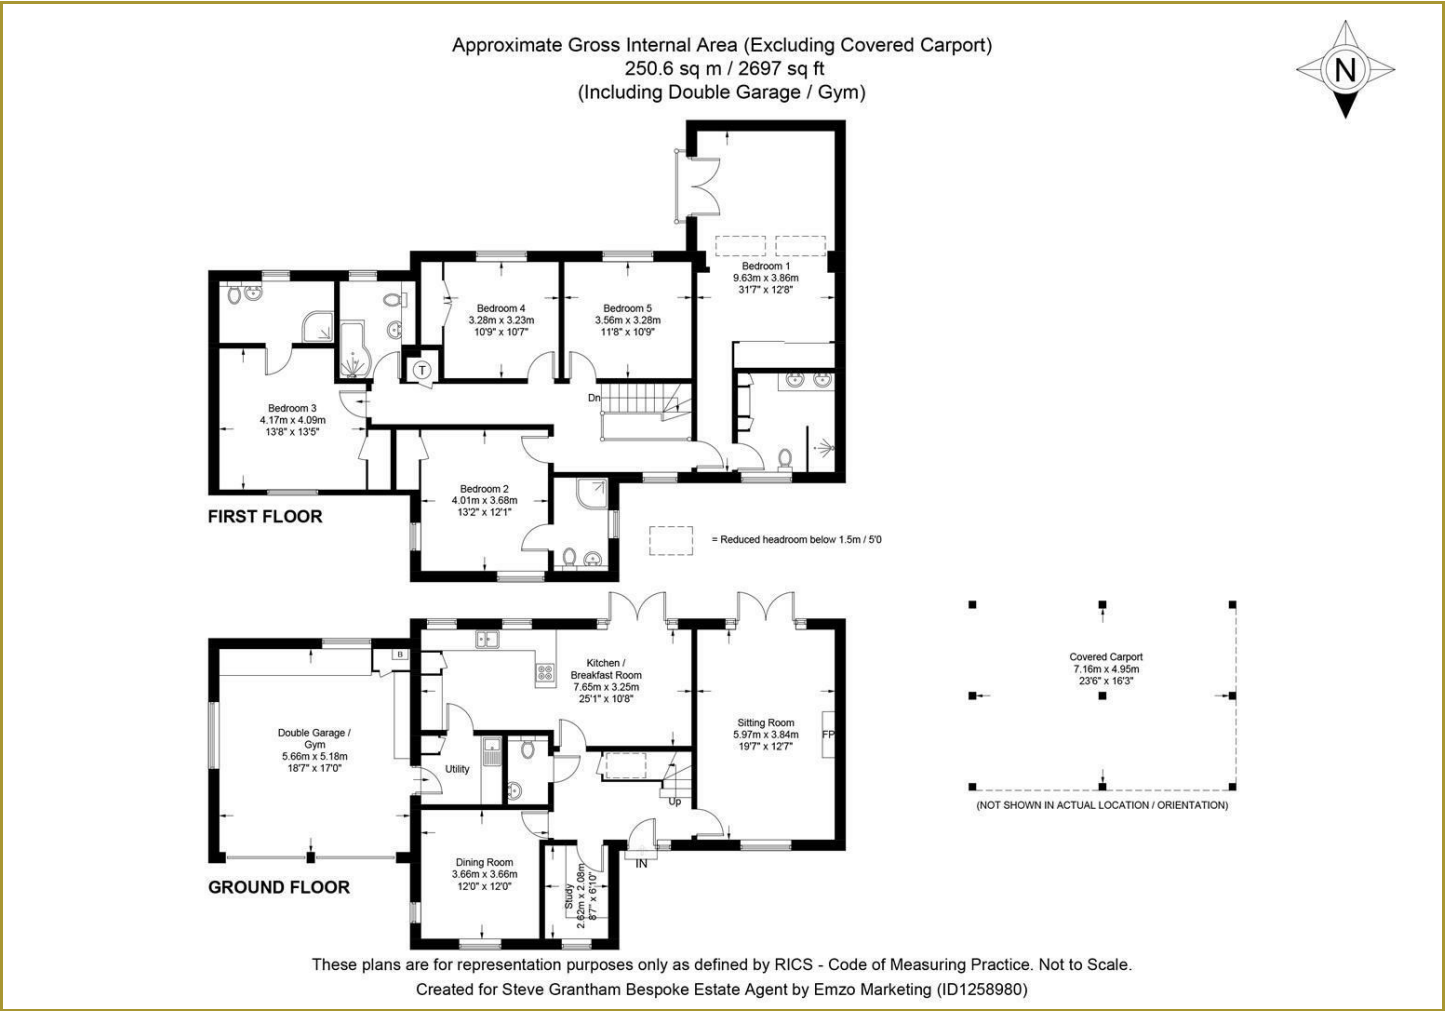 Approximate Gross Internal Area (Excluding Covered Carport)
250.6 sq m / 2697 sq ft
(Including Double Garage / Gym)
N
Bedroom 1
9.63m x 3.86m
31'7" x 12'8"
Bedroom 4
3.28m x 3.23m
10'9" x 10'7"
Bedroom 5
3.56m x 3.28m
11'8" x 10'9"
T
Dn
Bedroom 3
4.17m x 4.09m
13'8" x 13'5"
Bedroom 2
4.01m x 3.68m
13'2" x 12'1"
FIRST FLOOR
= Reduced headroom below 1.5m / 5'0
B
Kitchen /
Breakfast Room
7.65m x 3.25m
25'1" x 10'8"
Covered Carport
7.16m x 4.95m
23'6" x 16'3"
Double Garage /
Gym
5.66m x 5.18m
18'7" x 17'0"
Sitting Room
5.97m x 3.84m
19'7" x 12'7"
FP
Utility
Up
(NOT SHOWN IN ACTUAL LOCATION / ORIENTATION)
IN
Dining Room
3.66m x 3.66m
12'0" x 12'0"
Study
2.62m x 2.08m
8'7" x 6'10"
GROUND FLOOR
These plans are for representation purposes only as defined by RICS - Code of Measuring Practice. Not to Scale.
Created for Steve Grantham Bespoke Estate Agent by Emzo Marketing (ID1258980)